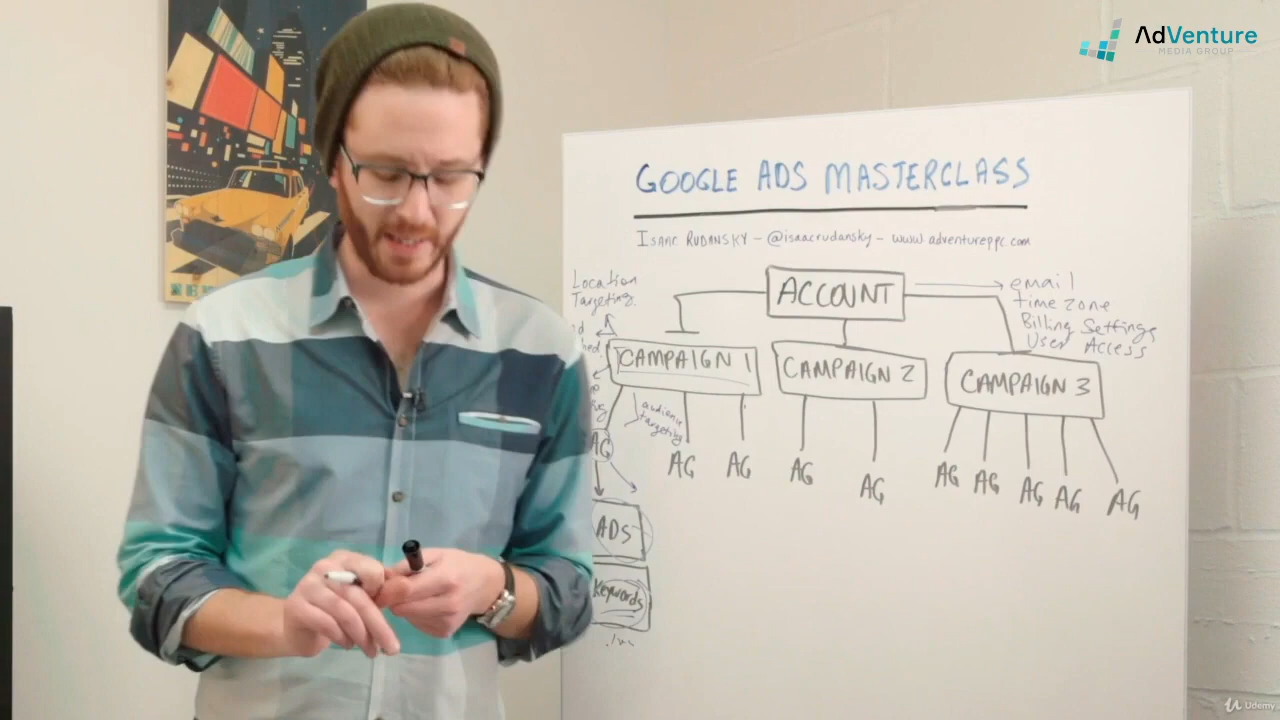 AdVenture
MEDIA GROUP
GOOGLE ADS MASTERCLASS
ISAAC RUDANSKY - @isaacrudansky - www.adventureppc.com
Location
Targeting
ACCOUNT
email
time zone
Billing Settings
User Access
CAMPAIGN 1
CAMPAIGN 2
CAMPAIGN 3
audience
targeting
AG
AG
AG
AG
AG
AG
AG
AG
AG
AG
ADS
Keywords
Udemy